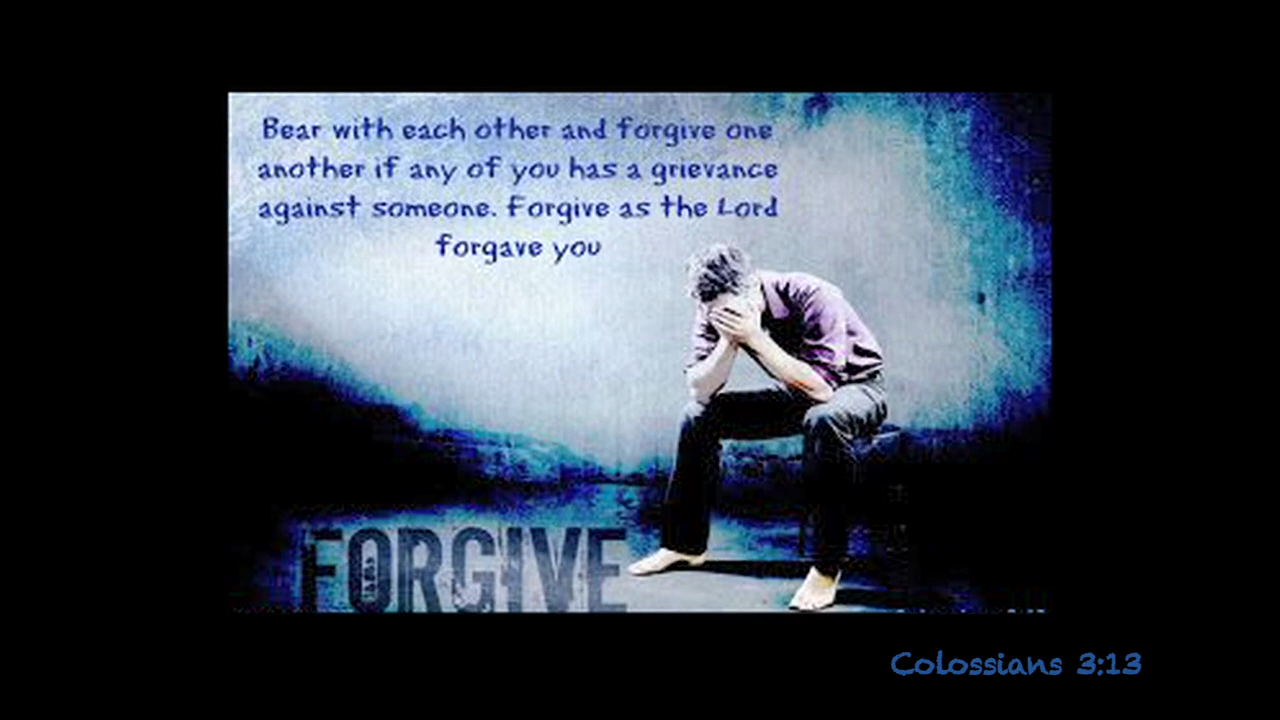 Bear with each other and forgive one
another if any of you has a grievance
against someone. Forgive as the Lord
forgave you
FORGIVE
Colossians 3:13